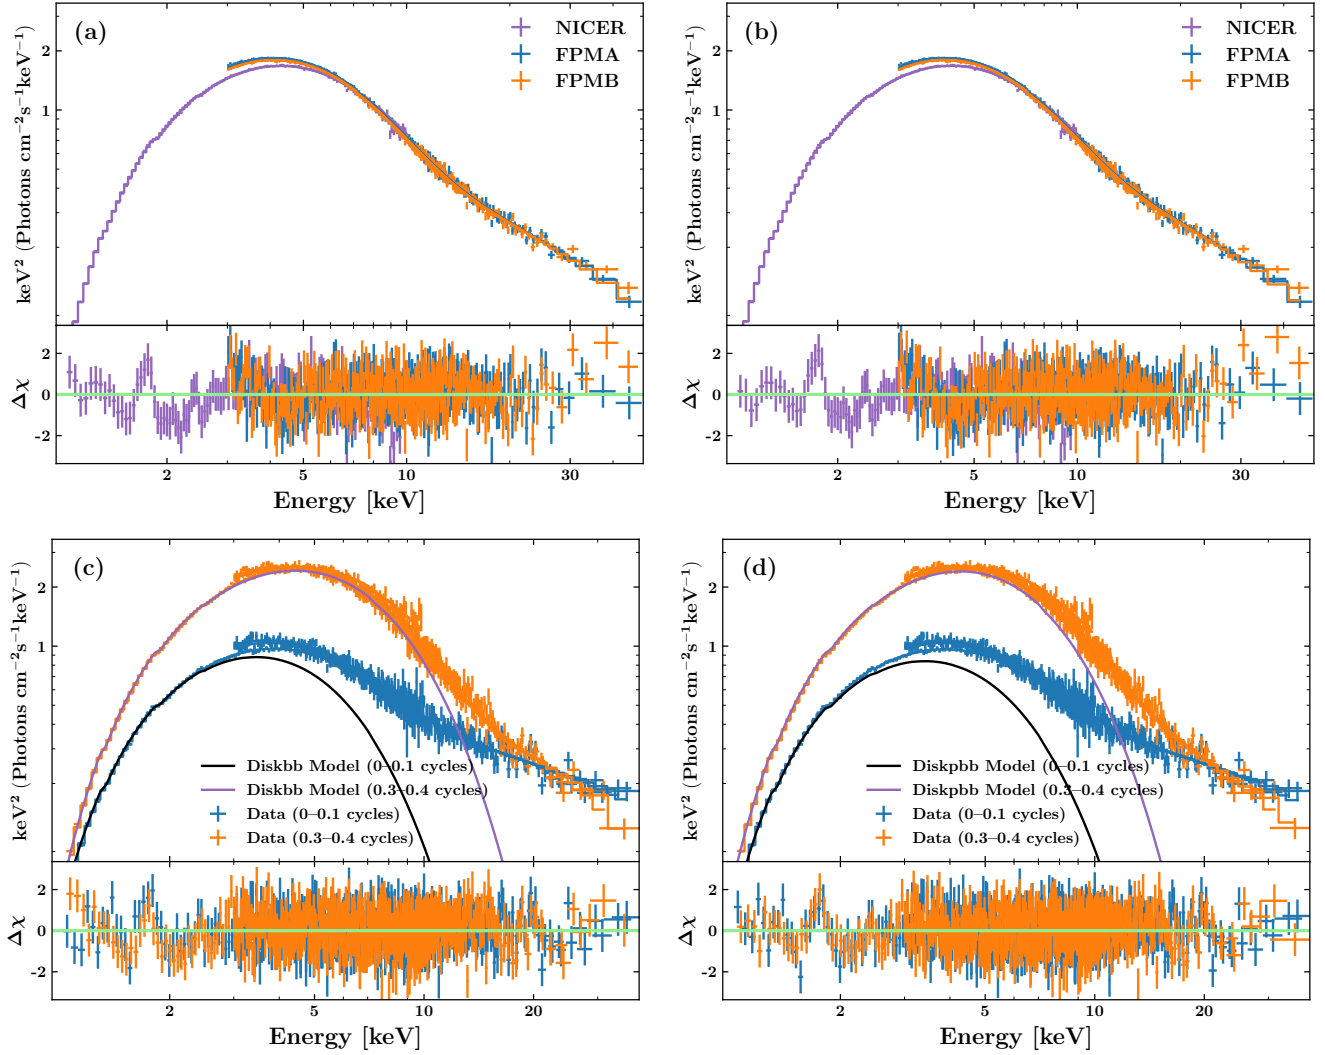 (a)
NICER
FPMA
FPMB
keV² (Photons cm⁻²s⁻¹keV⁻¹)
2
1
Δχ
2
0
-2
2
5
10
30
Energy [keV]
(b)
NICER
FPMA
FPMB
keV² (Photons cm⁻²s⁻¹keV⁻¹)
2
1
Δχ
2
0
-2
2
5
10
30
Energy [keV]
(c)
keV² (Photons cm⁻²s⁻¹keV⁻¹)
2
1
Diskbb Model (0–0.1 cycles)
Diskbb Model (0.3–0.4 cycles)
Data (0–0.1 cycles)
Data (0.3–0.4 cycles)
Δχ
2
0
-2
2
5
10
20
Energy [keV]
(d)
keV² (Photons cm⁻²s⁻¹keV⁻¹)
2
1
Diskpbb Model (0–0.1 cycles)
Diskpbb Model (0.3–0.4 cycles)
Data (0–0.1 cycles)
Data (0.3–0.4 cycles)
Δχ
2
0
-2
2
5
10
20
Energy [keV]